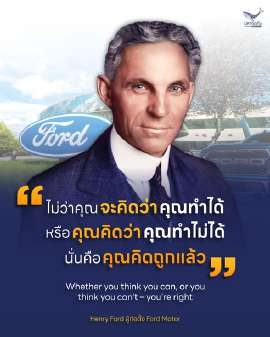 Ford
“ไม่ว่าคุณจะคิดว่าคุณทำได้
หรือคุณคิดว่าคุณทำไม่ได้
นั่นคือคุณคิดถูกแล้ว”
Whether you think you can, or you
think you can't – you're right.
Henry Ford ผู้ก่อตั้ง Ford Motor